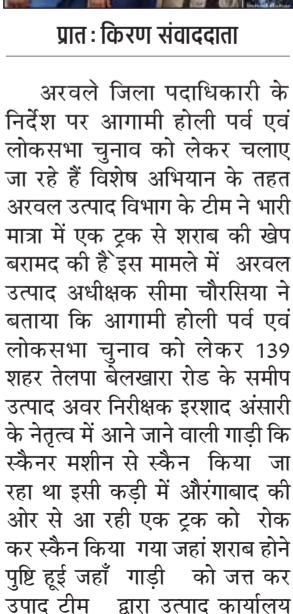 प्रात : किरण संवाददाता
अरवले जिला पदाधिकारी के
निर्देश पर आगामी होली पर्व एवं
लोकसभा चुनाव को लेकर चलाए
जा रहे हैं विशेष अभियान के तहत
अरवल उत्पाद विभाग के टीम ने भारी
मात्रा में एक ट्रक से शराब की खेप
बरामद की है`इस मामले में अरवल
उत्पाद अधीक्षक सीमा चौरसिया ने
बताया कि आगामी होली पर्व एवं
लोकसभा चुनाव को लेकर 139
शहर तेलपा बेलखारा रोड के समीप
उत्पाद अवर निरीक्षक इरशाद अंसारी
के नेतृत्व में आने जाने वाली गाड़ी कि
स्कैनर मशीन से स्कैन किया जा
रहा था इसी कड़ी में औरंगाबाद की
ओर से आ रही एक ट्रक को रोक
कर स्कैन किया गया जहां शराब होने
पुष्टि हूई जहाँ गाड़ी को जत्त कर
उपाद टीम द्वारा उत्पाद कार्यालय